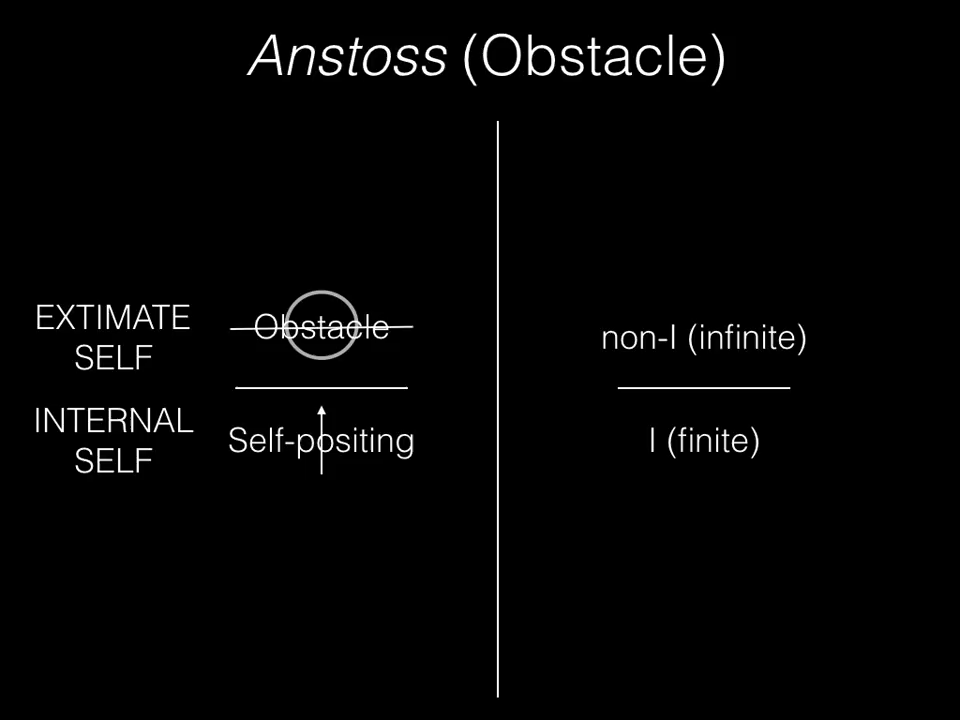 Anstoss (Obstacle)
EXTIMATE
SELF
Obstacle
INTERNAL
SELF
Self-positing
non-I (infinite)
I (finite)